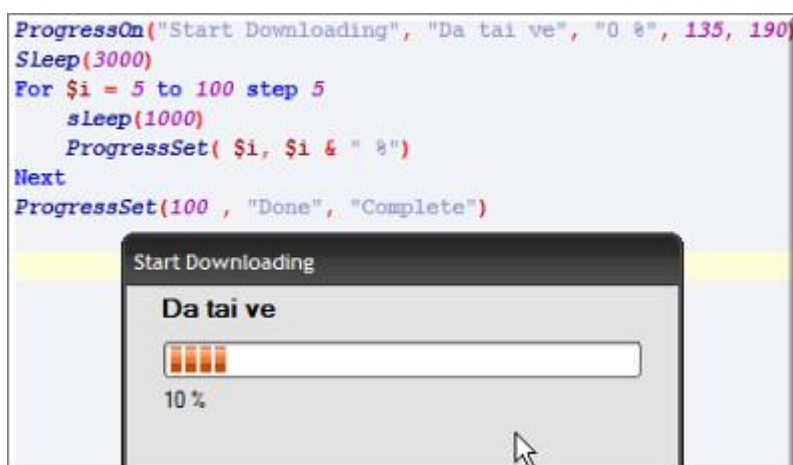 ProgressOn("Start Downloading", "Da tai ve", "0 %", 135, 190)
Sleep(3000)
For $i = 5 to 100 step 5
sleep(1000)
ProgressSet( $i, $i & " %")
Next
ProgressSet(100 , "Done", "Complete")
Start Downloading
Da tai ve
10 %